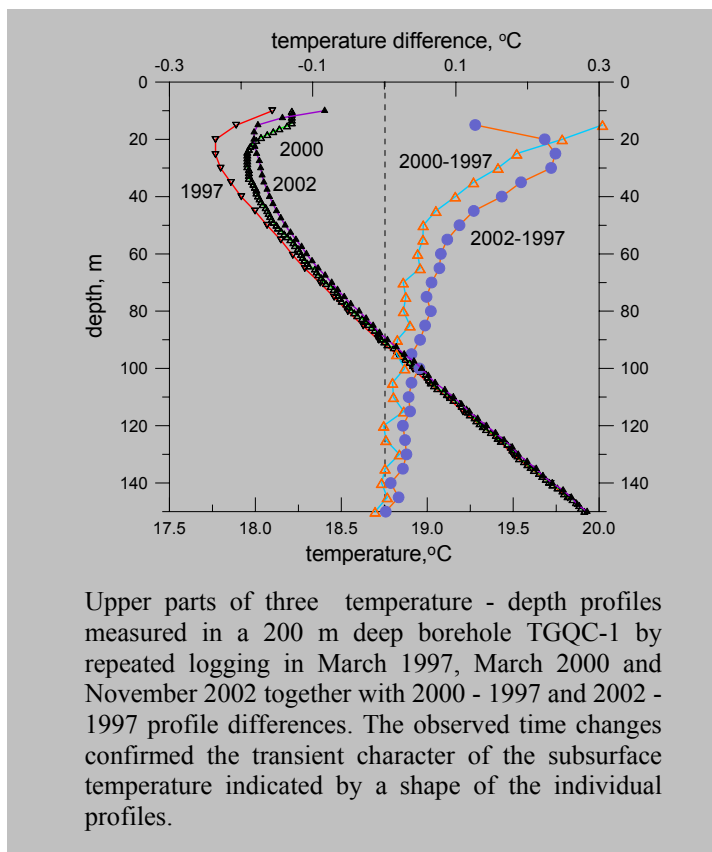 temperature difference, °C
-0.3 -0.1 0.1 0.3
0 0
20 20
40 40
60 60
80 80
100 100
120 120
140 140
depth, m
2000
1997
2002
2000-1997
2002-1997
17.5 18.0 18.5 19.0 19.5 20.0
temperature,°C
Upper parts of three temperature - depth profiles
measured in a 200 m deep borehole TGQC-1 by
repeated logging in March 1997, March 2000 and
November 2002 together with 2000 - 1997 and 2002 -
1997 profile differences. The observed time changes
confirmed the transient character of the subsurface
temperature indicated by a shape of the individual
profiles.